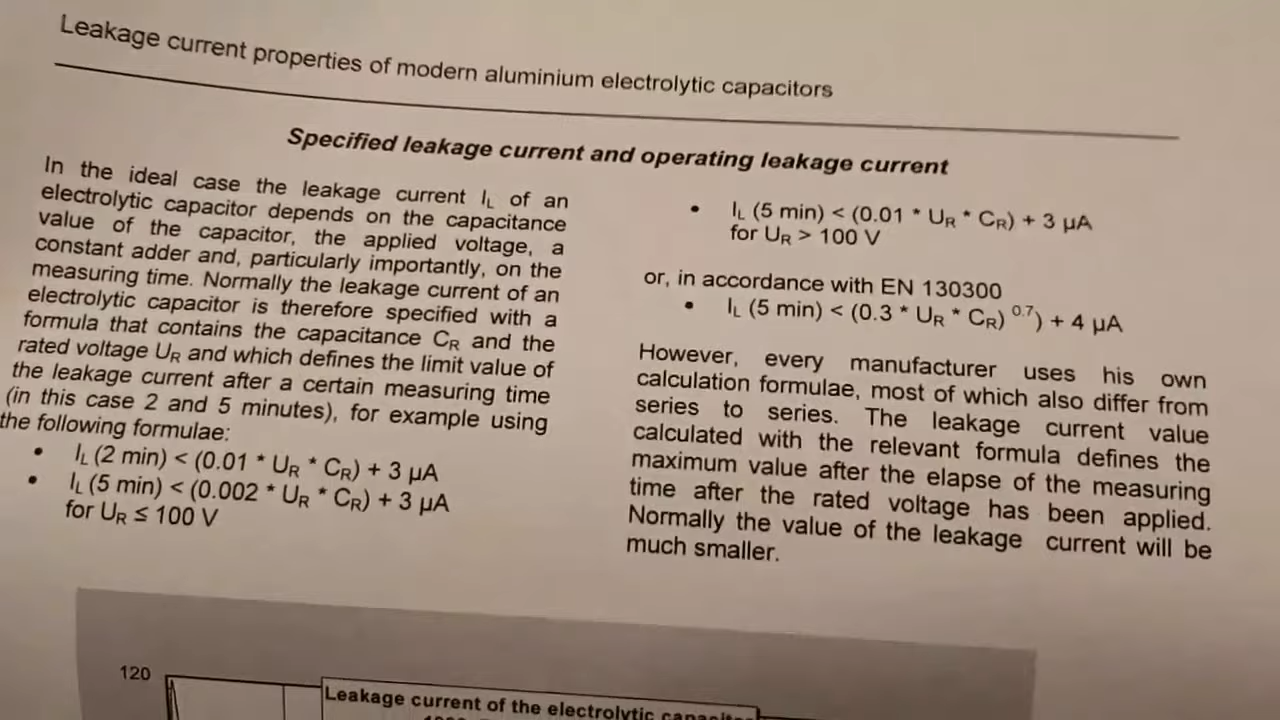 Leakage current properties of modern aluminium electrolytic capacitors
Specified leakage current and operating leakage current
In the ideal case the leakage current IL of an
electrolytic capacitor depends on the capacitance
value of the capacitor, the applied voltage, a
constant adder and, particularly importantly, on the
measuring time. Normally the leakage current of an
electrolytic capacitor is therefore specified with a
formula that contains the capacitance CR and the
rated voltage UR and which defines the limit value of
the leakage current after a certain measuring time
(in this case 2 and 5 minutes), for example using
the following formulae:
• IL (2 min) < (0.01 * UR * CR) + 3 µA
• IL (5 min) < (0.002 * UR * CR) + 3 µA
for UR ≤ 100 V
• IL (5 min) < (0.01 * UR * CR) + 3 µA
for UR > 100 V
or, in accordance with EN 130300
• IL (5 min) < (0.3 * UR * CR) 0.7) + 4 µA
However, every manufacturer uses his own
calculation formulae, most of which also differ from
series to series. The leakage current value
calculated with the relevant formula defines the
maximum value after the elapse of the measuring
time after the rated voltage has been applied.
Normally the value of the leakage current will be
much smaller.
120
Leakage current of the electrolytic